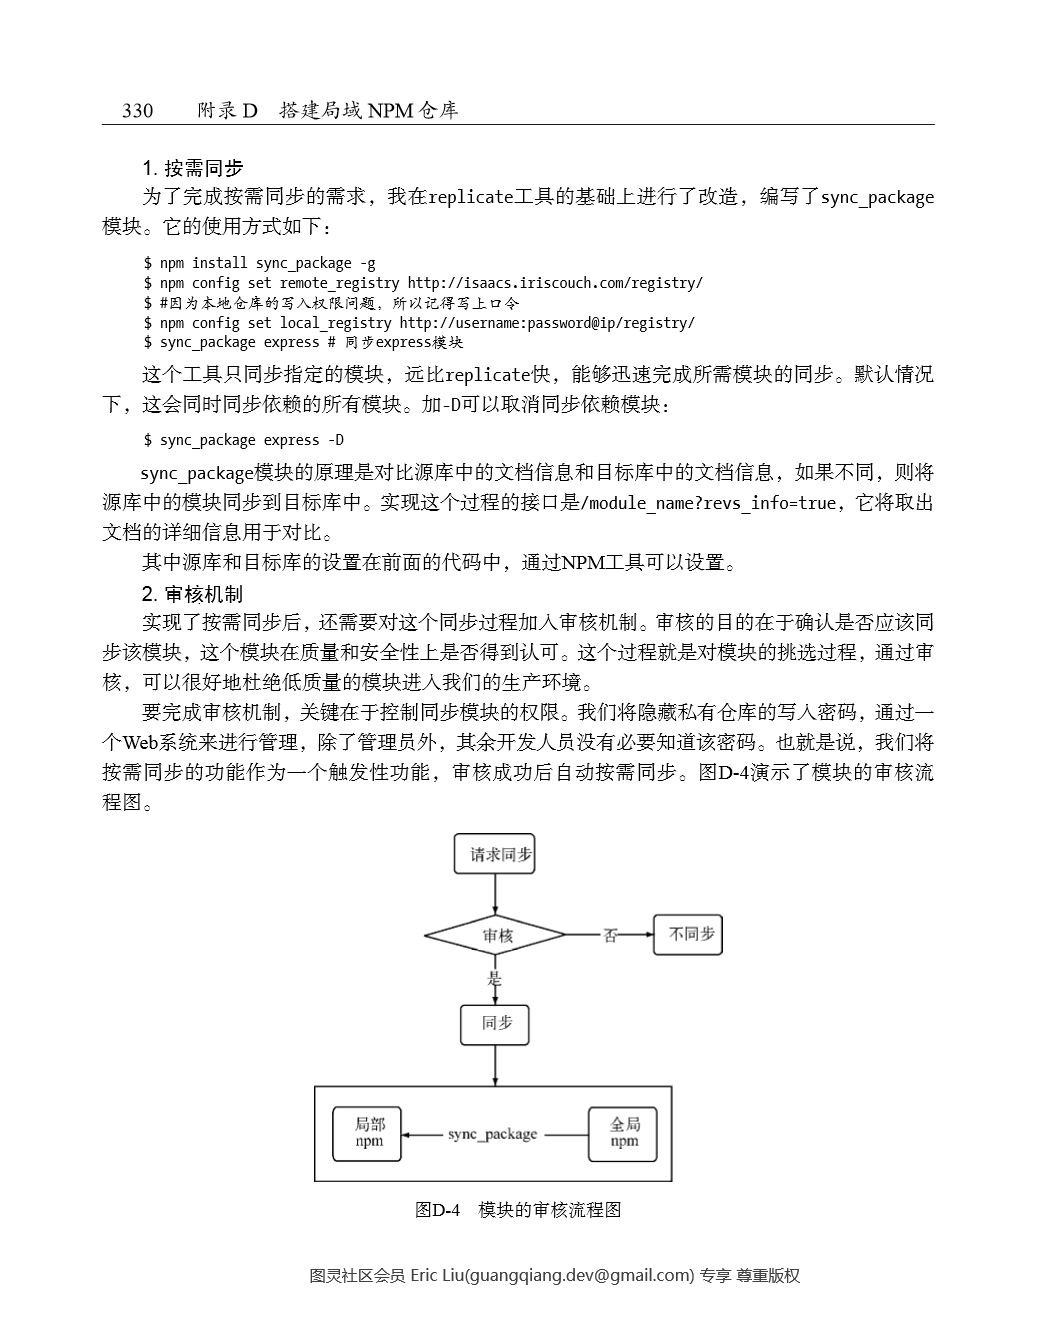 330 附录 D 搭建局域 NPM 仓库
1. 按需同步
为了完成按需同步的需求，我在replicate工具的基础上进行了改造，编写了sync_package
模块。它的使用方式如下：
$ npm install sync_package -g
$ npm config set remote_registry http://isaacs.iriscouch.com/registry/
$ #因为本地仓库的写入权限问题，所以记得写上口令
$ npm config set local_registry http://username:password@ip/registry/
$ sync_package express # 同步express模块
这个工具只同步指定的模块，远比replicate快，能够迅速完成所需模块的同步。默认情况
下，这会同时同步依赖的所有模块。加-D可以取消同步依赖模块：
$ sync_package express -D
sync_package模块的原理是对比源库中的文档信息和目标库中的文档信息，如果不同，则将
源库中的模块同步到目标库中。实现这个过程的接口是/module_name?revs_info=true，它将取出
文档的详细信息用于对比。
其中源库和目标库的设置在前面的代码中，通过NPM工具可以设置。
2. 审核机制
实现了按需同步后，还需要对这个同步过程加入审核机制。审核的目的在于确认是否应该同
步该模块，这个模块在质量和安全性上是否得到认可。这个过程就是对模块的挑选过程，通过审
核，可以很好地杜绝低质量的模块进入我们的生产环境。
要完成审核机制，关键在于控制同步模块的权限。我们将隐藏私有仓库的写入密码，通过一
个Web系统来进行管理，除了管理员外，其余开发人员没有必要知道该密码。也就是说，我们将
按需同步的功能作为一个触发性功能，审核成功后自动按需同步。图D-4演示了模块的审核流
程图。
请求同步
审核
否
不同步
是
同步
局部
npm
sync_package
全局
npm
图D-4 模块的审核流程图
图灵社区会员 Eric Liu(guangqiang.dev@gmail.com) 专享 尊重版权